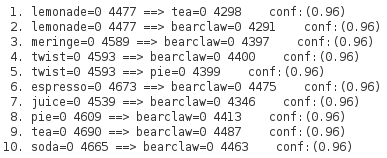 1. lemonade=0 4477 ==> tea=0 4298 conf:(0.96)
2. lemonade=0 4477 ==> bearclaw=0 4291 conf:(0.96)
3. meringe=0 4589 ==> bearclaw=0 4397 conf:(0.96)
4. twist=0 4593 ==> bearclaw=0 4400 conf:(0.96)
5. twist=0 4593 ==> pie=0 4399 conf:(0.96)
6. espresso=0 4673 ==> bearclaw=0 4475 conf:(0.96)
7. juice=0 4539 ==> bearclaw=0 4346 conf:(0.96)
8. pie=0 4609 ==> bearclaw=0 4413 conf:(0.96)
9. tea=0 4690 ==> bearclaw=0 4487 conf:(0.96)
10. soda=0 4665 ==> bearclaw=0 4463 conf:(0.96)